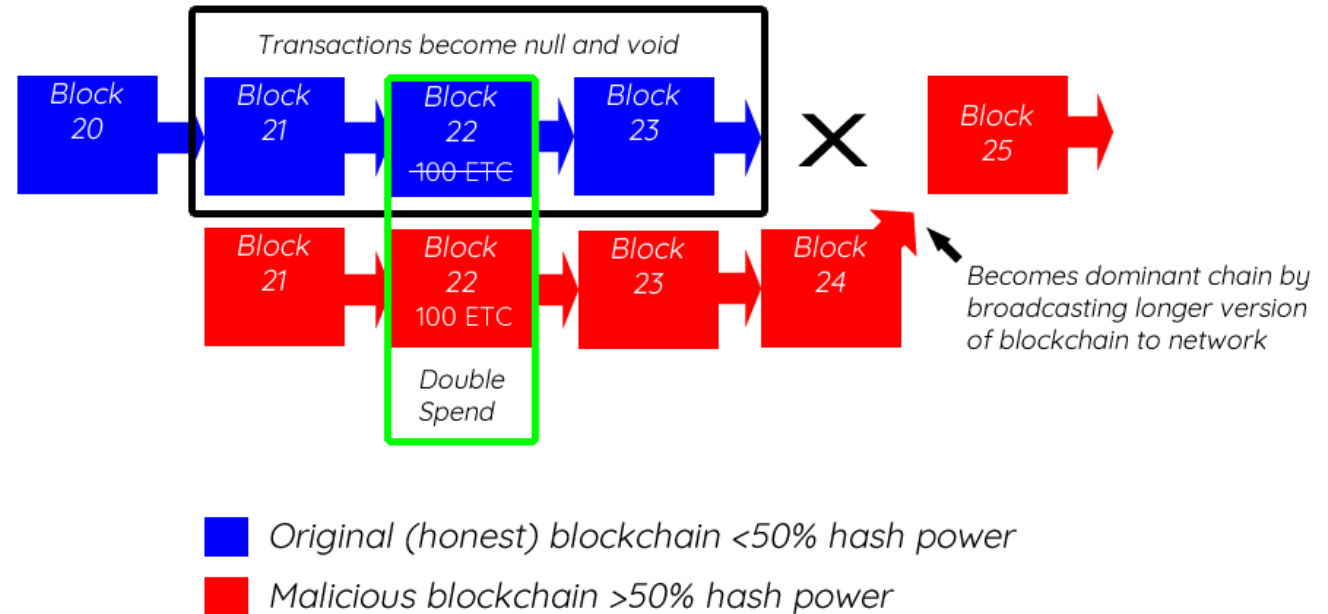 Transactions become null and void
Block
20
Block
21
Block
22
100 ETC
Block
23
Block
25
Block
21
Block
22
100 ETC
Block
23
Block
24
Becomes dominant chain by
broadcasting longer version
of blockchain to network
Double
Spend
Original (honest) blockchain <50% hash power
Malicious blockchain >50% hash power